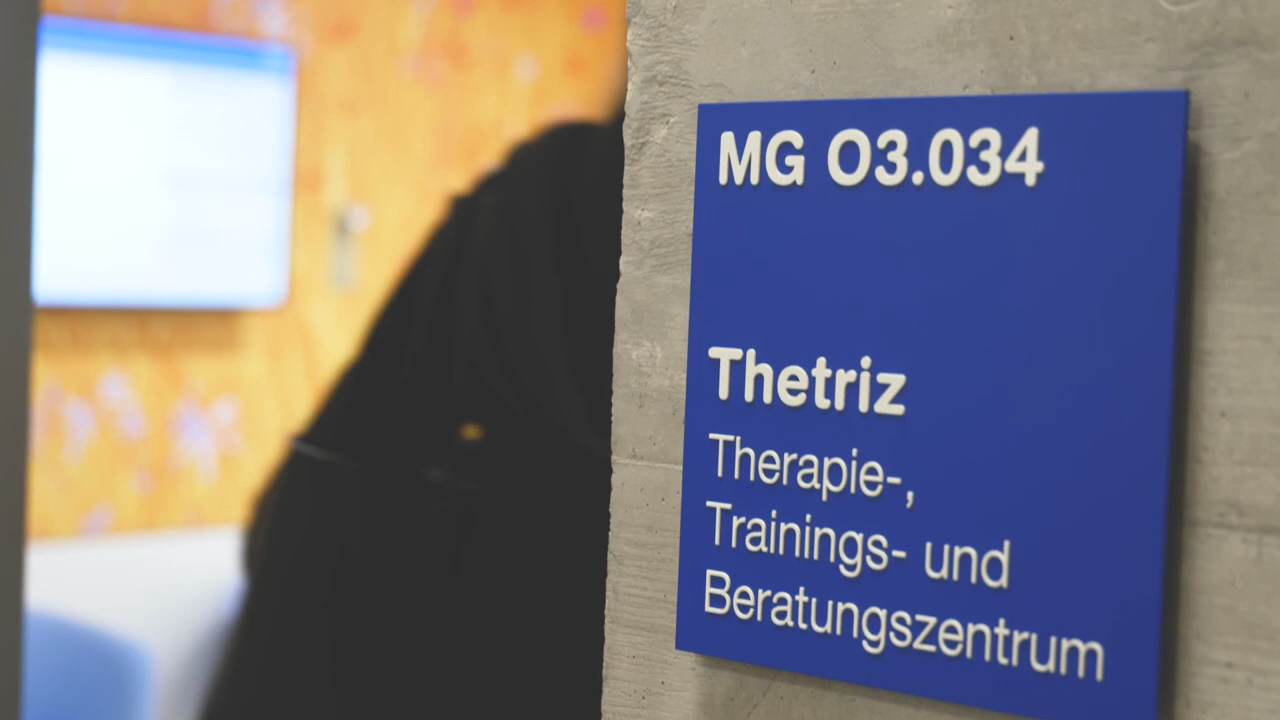 MG O3.034
Thetriz
Therapie-,
Trainings- und
Beratungszentrum